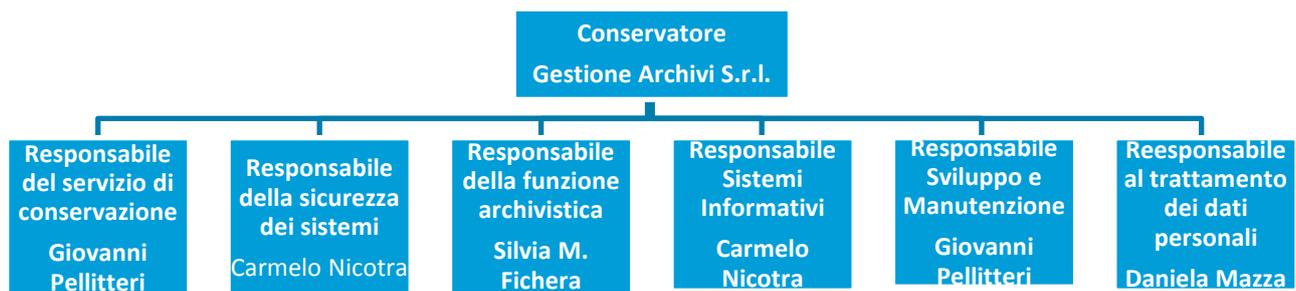 Conservatore
Gestione Archivi S.r.l.
Responsabile
del servizio di
conservazione
Giovanni
Pellitteri
Responsabile
della sicurezza
dei sistemi
Carmelo Nicotra
Responsabile
della funzione
archivistica
Silvia M.
Fichera
Responsabile
Sistemi
Informativi
Carmelo
Nicotra
Responsabile
Sviluppo e
Manutenzione
Giovanni
Pellitteri
Reesponsabile
al trattamento
dei dati
personali
Daniela Mazza